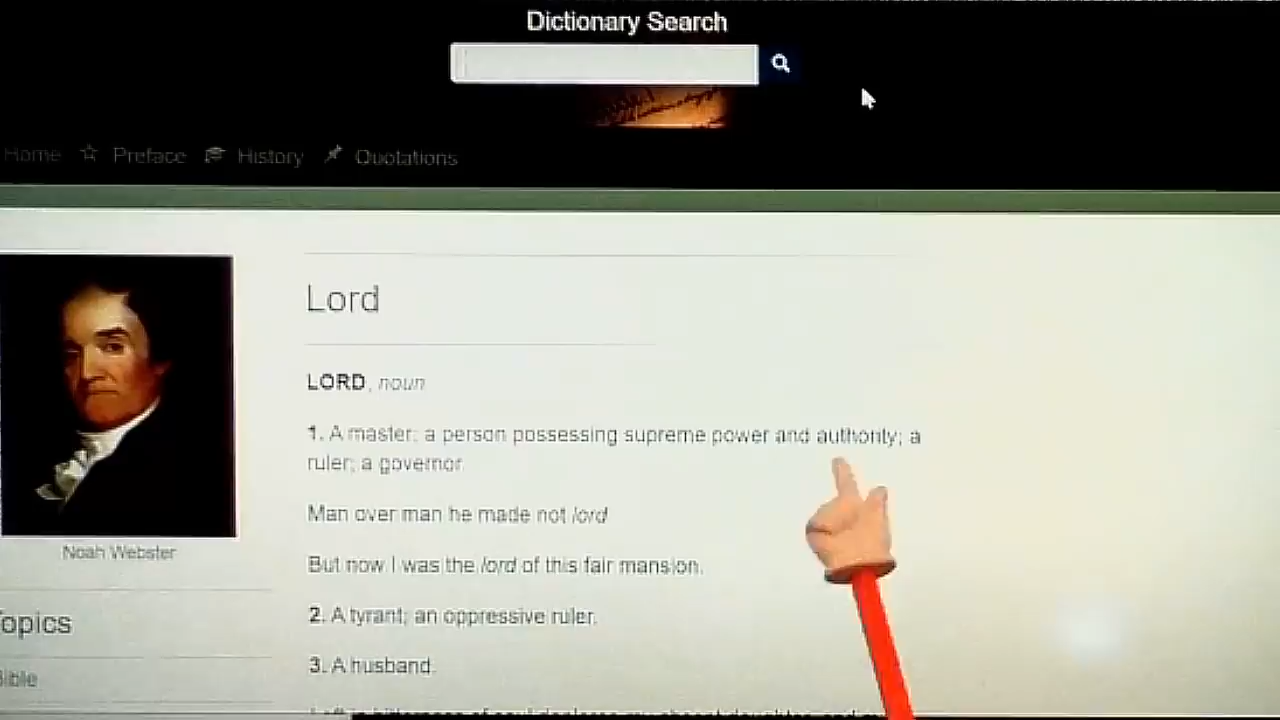 Dictionary Search
Home Preface History Quotations
Lord
LORD, noun
1. A master; a person possessing supreme power and authority; a
ruler; a governor.
Man over man he made not lord
But now I was the lord of this fair mansion.
2. A tyrant; an oppressive ruler.
3. A husband.
Noah Webster
Topics
Bible